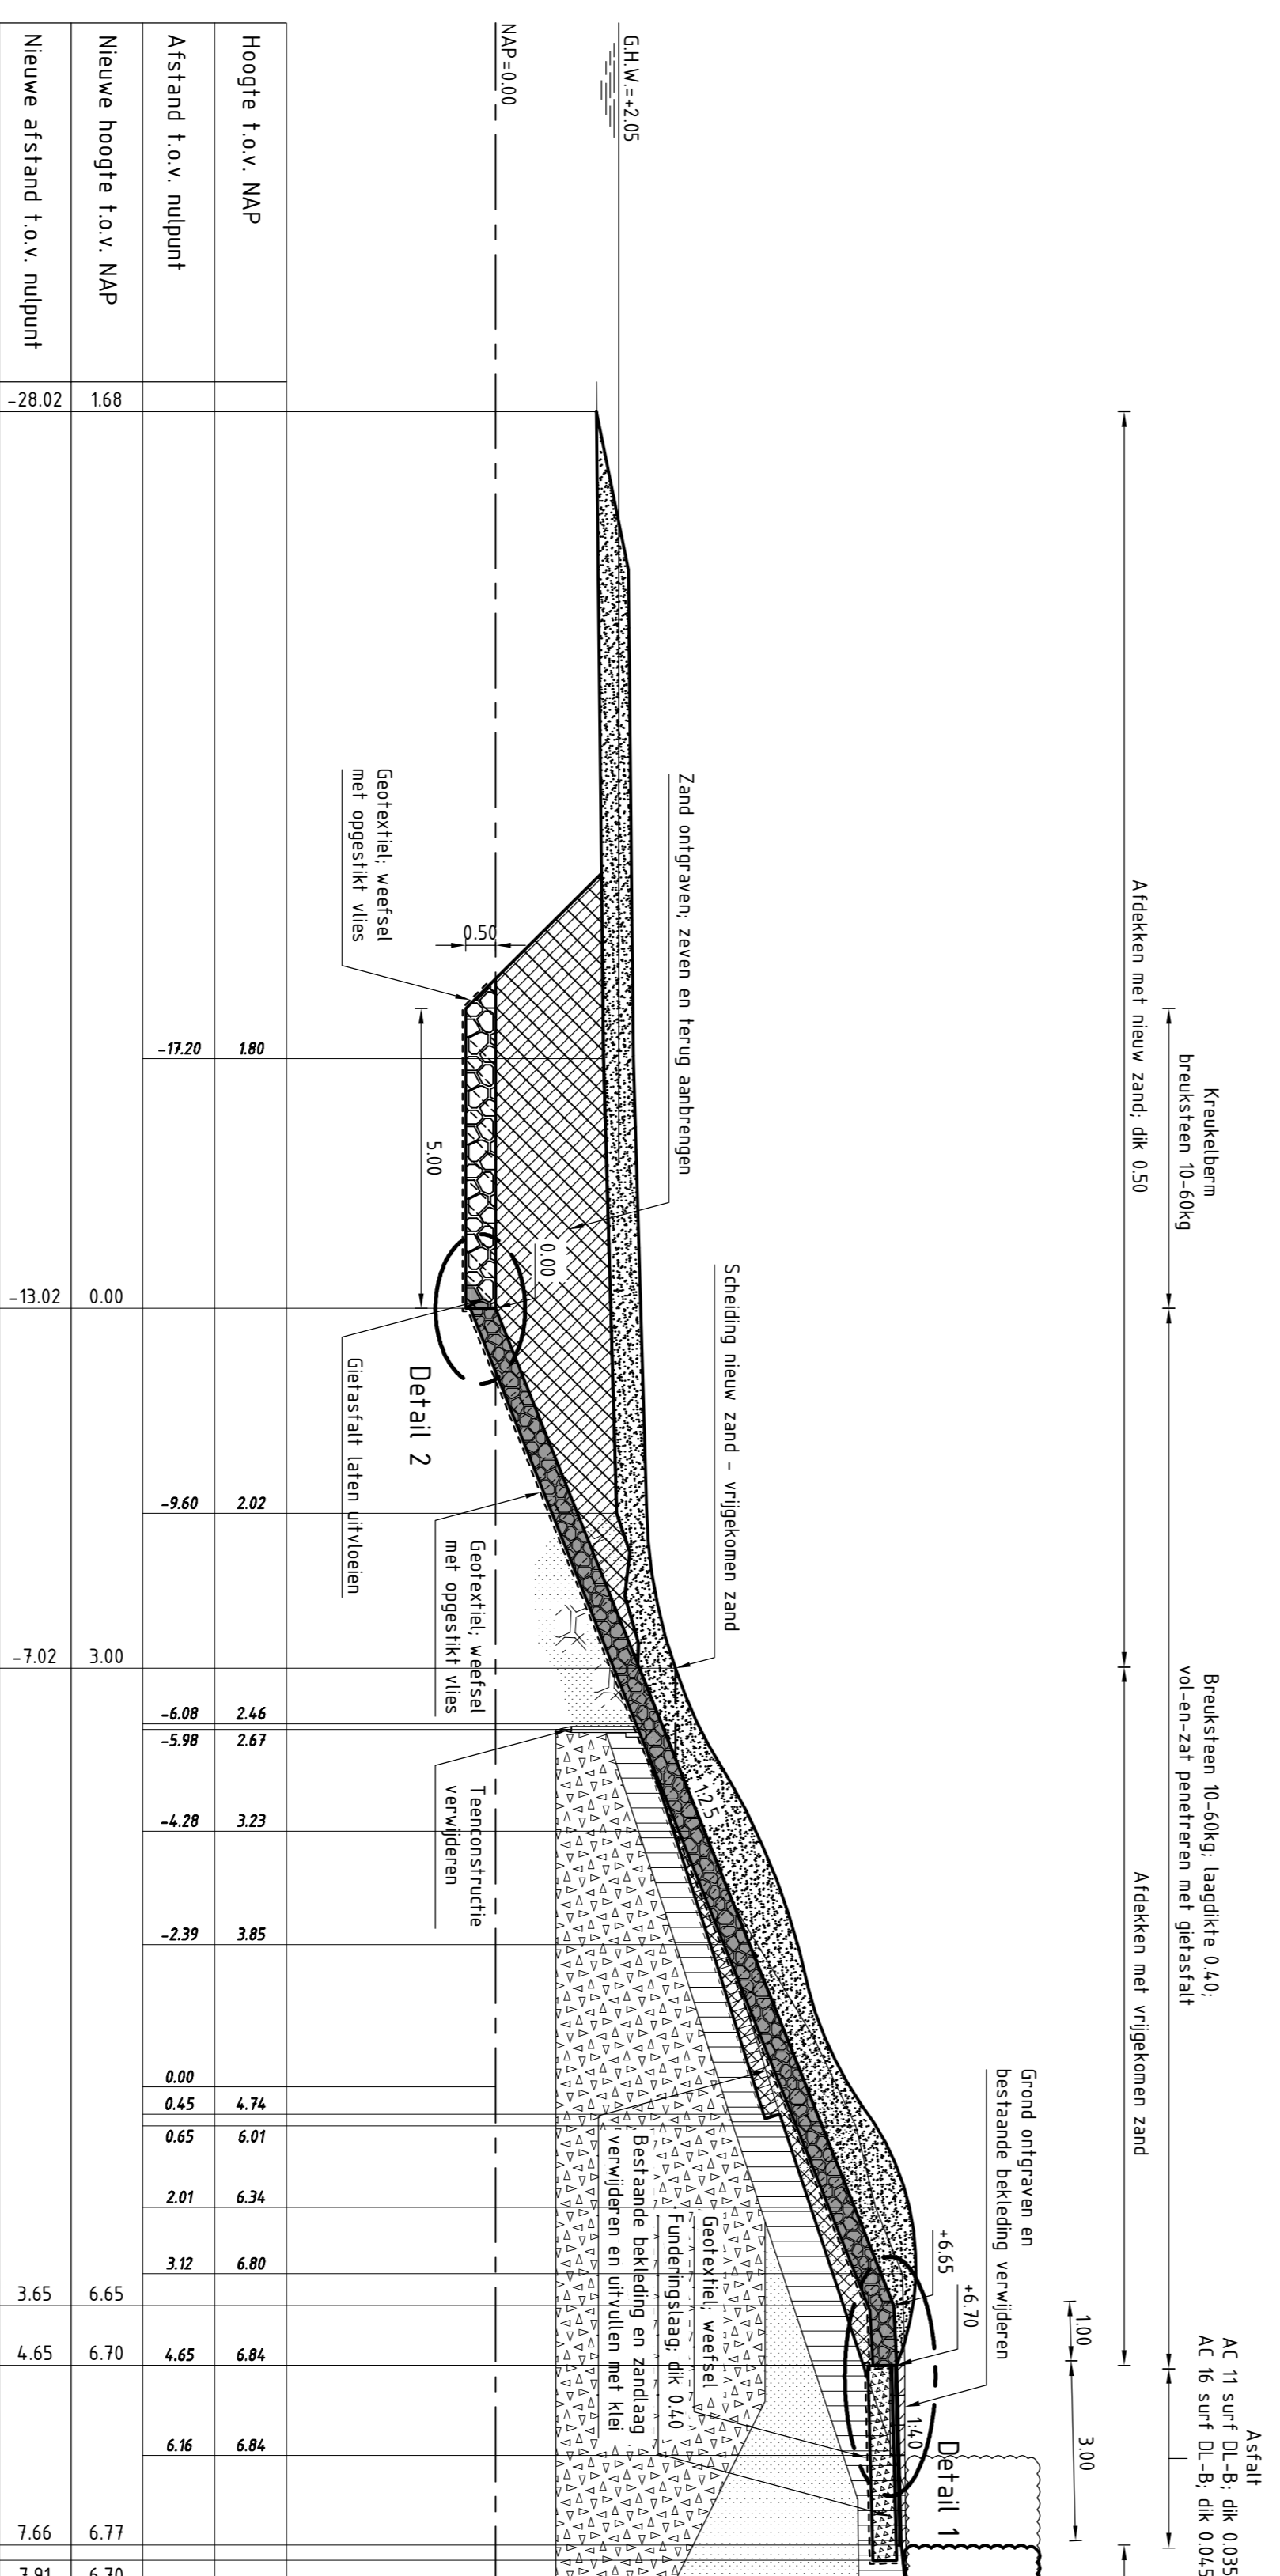 Asfalt
AC 11 surf DL-B; dik 0.035
AC 16 surf DL-B; dik 0.045
Kreukelberm
breuksteen 10-60kg
Breuksteen 10-60kg; laagdikte 0.40;
vol-en-zat penetreren met gietasfalt
Afdekken met nieuw zand; dik 0.50
Afdekken met vrijgekomen zand
1.00
3.00
Grond ontgraven en
bestaande bekleding verwijderen
+6.65
+6.70
Detail 1
1:40
Scheiding nieuw zand - vrijgekomen zand
Zand ontgraven; zeven en terug aanbrengen
1:2.5
G.H.W.=+2.05
NAP=0.00
0.00
0.50
5.00
Geotextiel; weefsel
met opgestikt vlies
Detail 2
Gietasfalt laten uitvloeien
Geotextiel; weefsel
met opgestikt vlies
Teenconstructie
verwijderen
Geotextiel; weefsel
Funderingslaag; dik 0.40
Bestaande bekleding en zandlaag
verwijderen en uitvullen met klei
Hoogte t.o.v. NAP
1.80
2.02
2.46
2.67
3.23
3.85
4.74
6.01
6.34
6.80
6.84
6.84
Afstand t.o.v. nulpunt
-17.20
-9.60
-6.08
-5.98
-4.28
-2.39
0.00
0.45
0.65
2.01
3.12
4.65
6.16
Nieuwe hoogte t.o.v. NAP
1.68
0.00
3.00
6.65
6.70
6.77
6.70
Nieuwe afstand t.o.v. nulpunt
-28.02
-13.02
-7.02
3.65
4.65
7.66
7.91